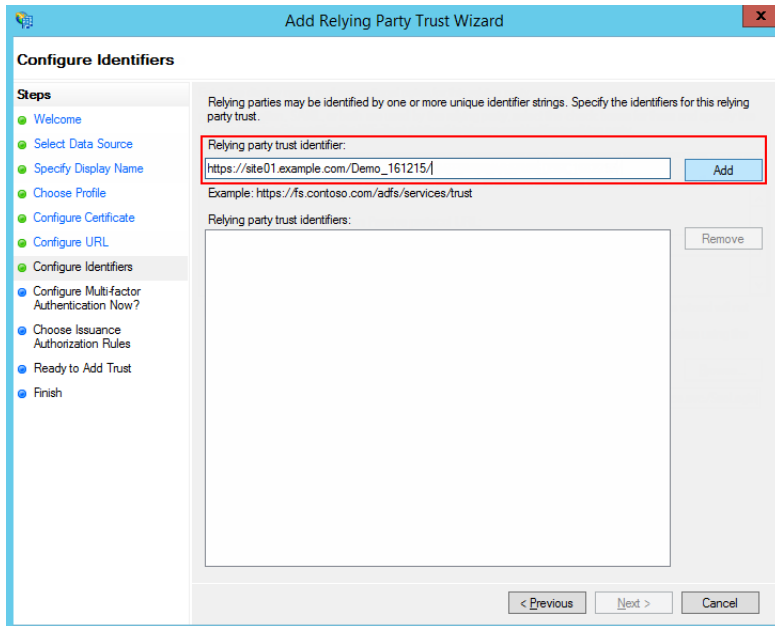 Add Relying Party Trust Wizard
x
Configure Identifiers
Steps
Welcome
Select Data Source
Specify Display Name
Choose Profile
Configure Certificate
Configure URL
Configure Identifiers
Configure Multi-factor
Authentication Now?
Choose Issuance
Authorization Rules
Ready to Add Trust
Finish
Relying parties may be identified by one or more unique identifier strings. Specify the identifiers for this relying
party trust.
Relying party trust identifier:
https://site01.example.com/Demo_161215/
Add
Example: https://fs.contoso.com/adfs/services/trust
Relying party trust identifiers:
Remove
< Previous
Next >
Cancel